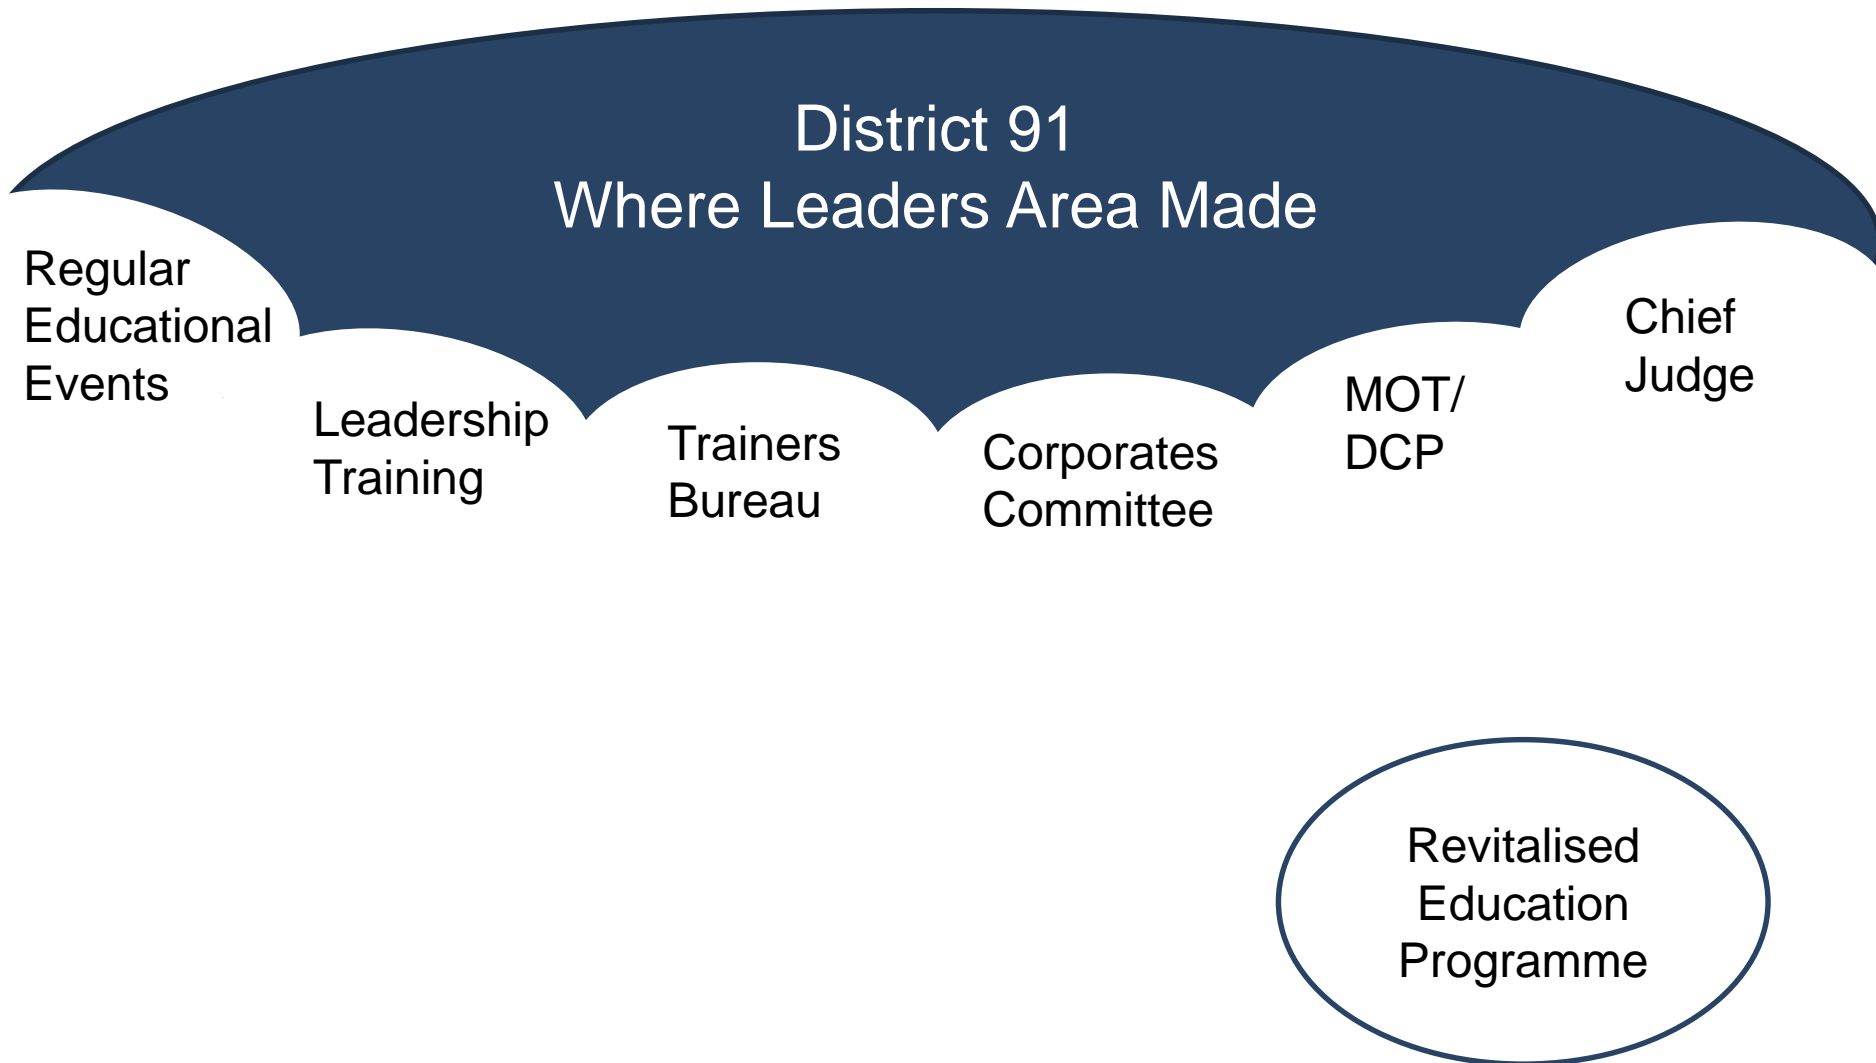 District 91
Where Leaders Area Made
Regular
Educational
Events
Leadership
Training
Trainers
Bureau
Corporates
Committee
MOT/
DCP
Chief
Judge
Revitalised
Education
Programme